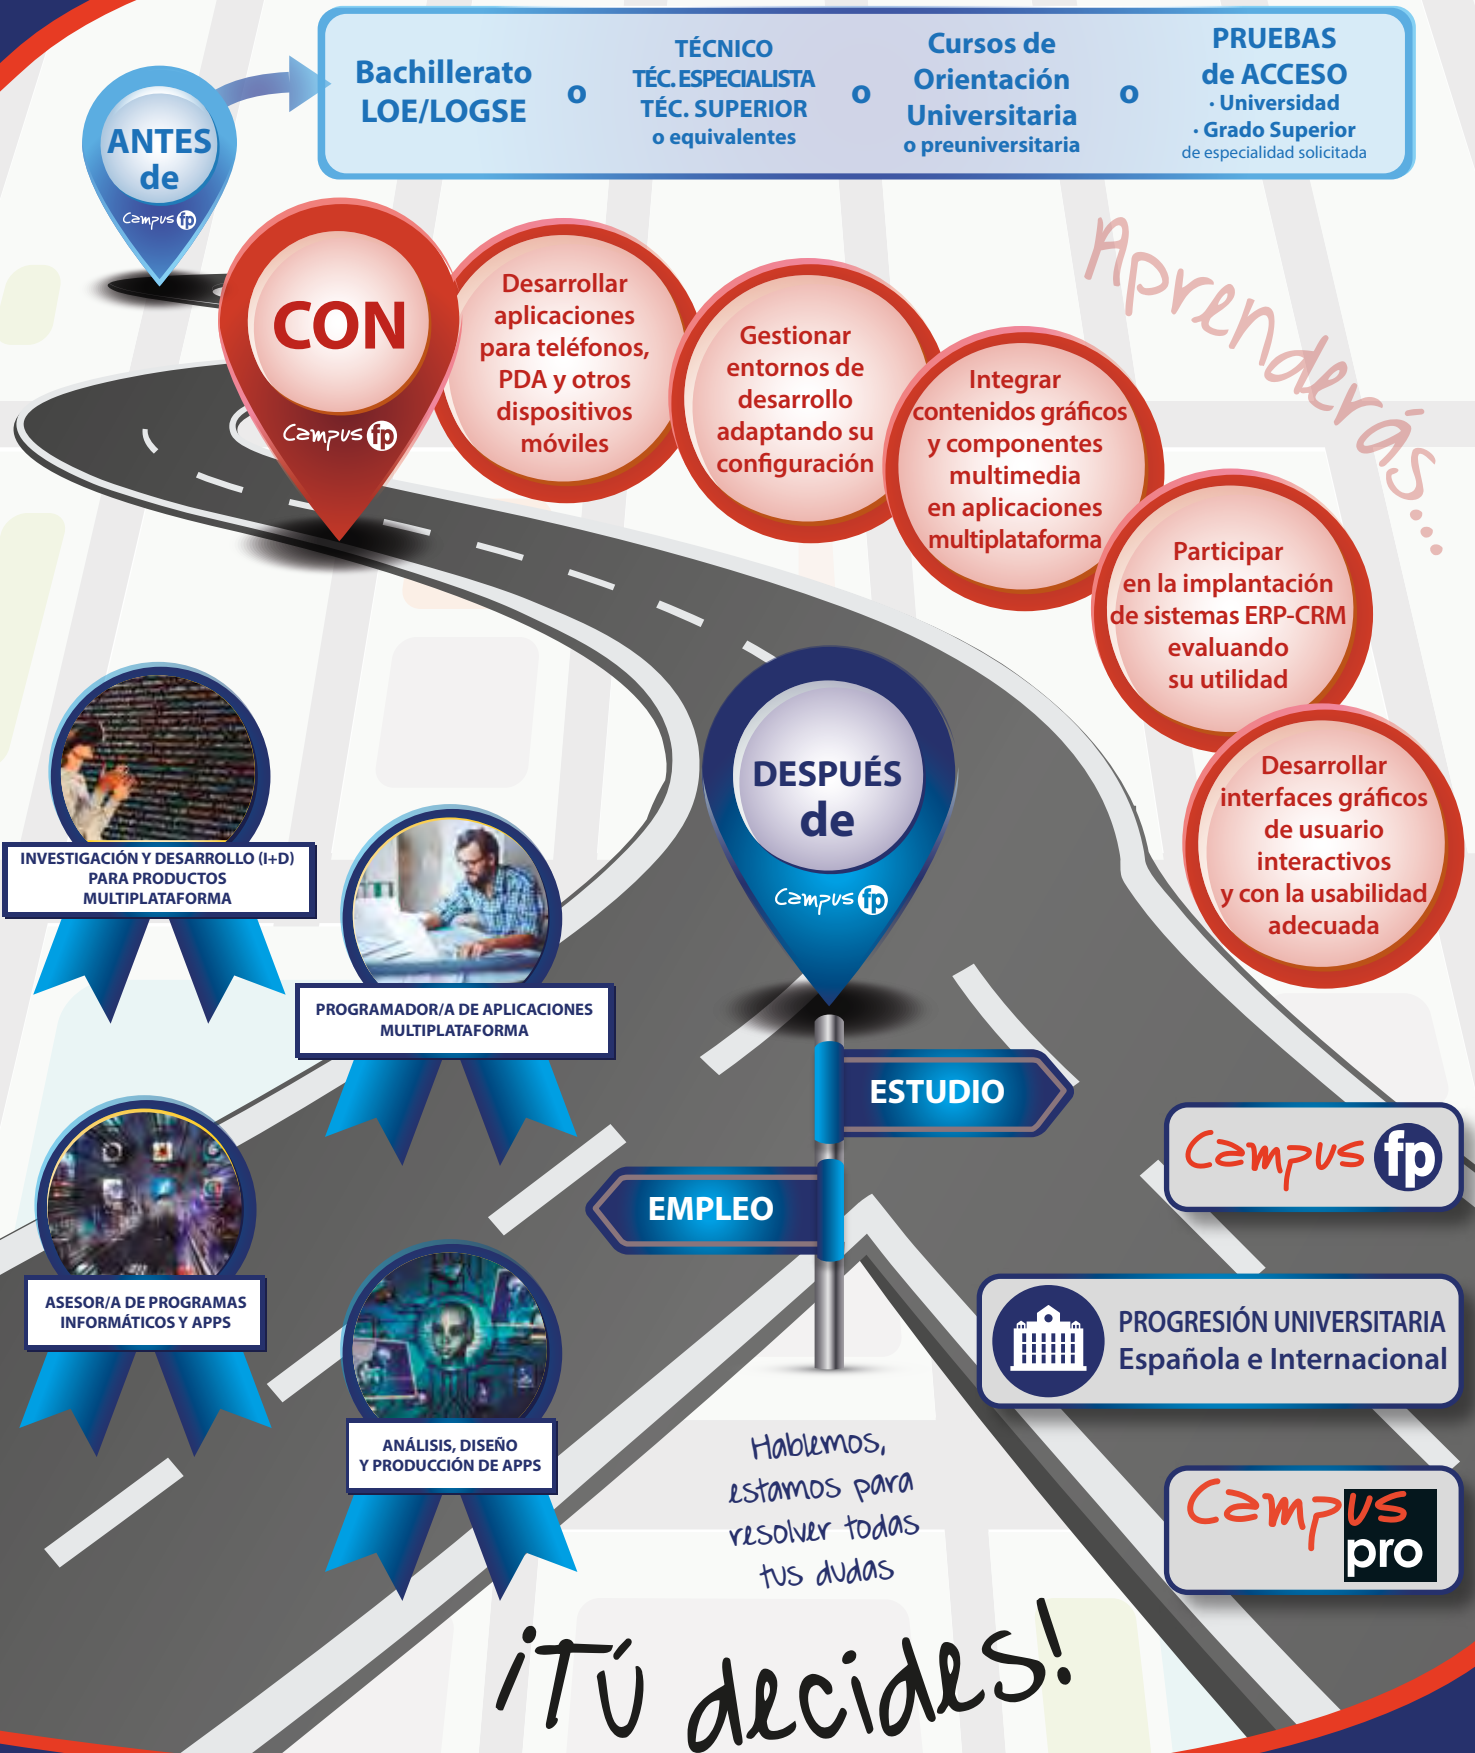 ANTES
de
Campus fp
Bachillerato
LOE/LOGSE
o
TÉCNICO
TÉC. ESPECIALISTA
TÉC. SUPERIOR
o equivalentes
o
Cursos de
Orientación
Universitaria
o preuniversitaria
o
PRUEBAS
de ACCESO
· Universidad
· Grado Superior
de especialidad solicitada
CON
Campus fp
Aprenderás...
Desarrollar
aplicaciones
para teléfonos,
PDA y otros
dispositivos
móviles
Gestionar
entornos de
desarrollo
adaptando su
configuración
Integrar
contenidos gráficos
y componentes
multimedia
en aplicaciones
multiplataforma
Participar
en la implantación
de sistemas ERP-CRM
evaluando
su utilidad
Desarrollar
interfaces gráficos
de usuario
interactivos
y con la usabilidad
adecuada
DESPUÉS
de
Campus fp
INVESTIGACIÓN Y DESARROLLO (I+D)
PARA PRODUCTOS
MULTIPLATAFORMA
PROGRAMADOR/A DE APLICACIONES
MULTIPLATAFORMA
ASESOR/A DE PROGRAMAS
INFORMÁTICOS Y APPS
ANÁLISIS, DISEÑO
Y PRODUCCIÓN DE APPS
ESTUDIO
EMPLEO
Campus fp
PROGRESIÓN UNIVERSITARIA
Española e Internacional
Campus
pro
Hablemos,
estamos para
resolver todas
tus dudas
¡Tú decides!